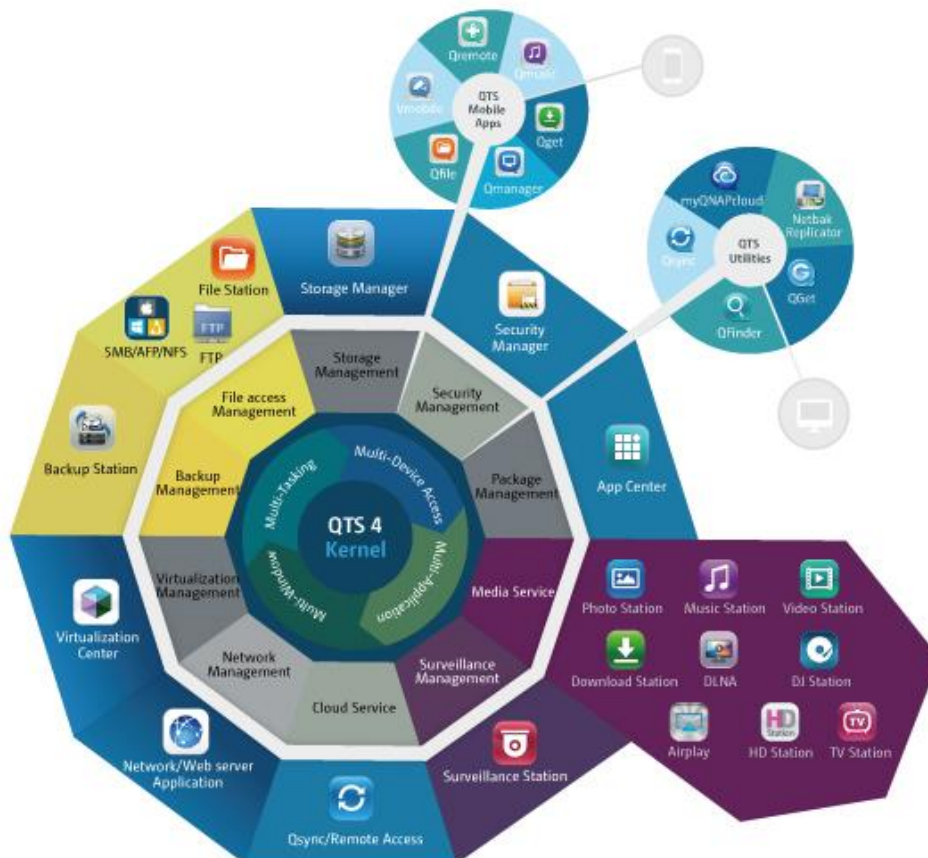 Qremote
Qmusic
Vmobile
QTS
Mobile
Apps
Qget
Qfile
Qmanager
myQNAPcloud
Netbak
Replicator
Qsync
QTS
Utilities
QGet
QFinder
File Station
Storage Manager
SMB/AFP/NFS
FTP
FTP
Security
Manager
Backup Station
App Center
Storage
Management
File access
Management
Security
Management
Backup
Management
Package
Management
Multi-Tasking
Multi-Device Access
QTS 4
Kernel
Multi-Window
Multi-Application
Virtualization
Management
Media Service
Network
Management
Surveillance
Management
Cloud Service
Virtualization
Center
Network/Web server
Application
Qsync/Remote Access
Surveillance Station
Photo Station
Music Station
Video Station
Download Station
DLNA
DJ Station
Airplay
HD
Station
HD Station
TV
TV Station